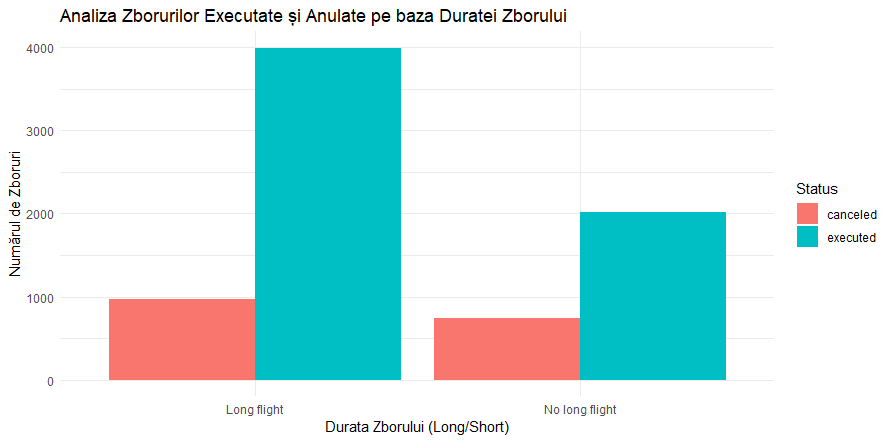 Analiza Zborurilor Executate și Anulate pe baza Duratei Zborului
Numărul de Zboruri
4000
3000
2000
1000
0
Long flight
No long flight
Durata Zborului (Long/Short)
Status
canceled
executed